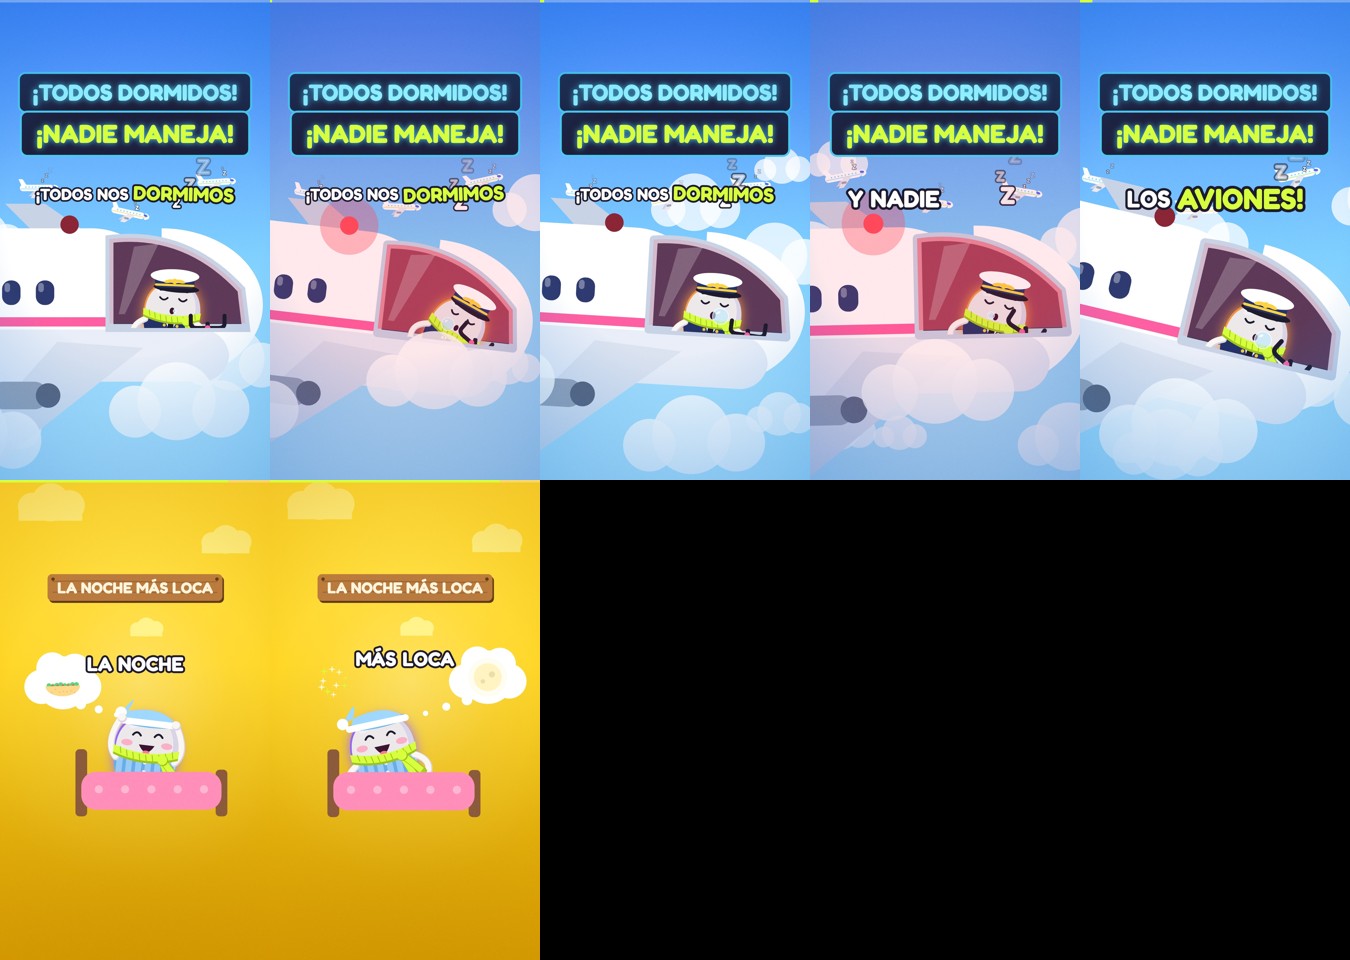 ¡TODOS DORMIDOS!
¡NADIE MANEJA!
¡TODOS NOS DORMIMOS
Z
Z
Z
¡TODOS DORMIDOS!
¡NADIE MANEJA!
¡TODOS NOS DORMIMOS
Z
Z
¡TODOS DORMIDOS!
¡NADIE MANEJA!
¡TODOS NOS DORMIMOS
Z
Z
¡TODOS DORMIDOS!
¡NADIE MANEJA!
Y NADIE
Z
Z
¡TODOS DORMIDOS!
¡NADIE MANEJA!
LOS AVIONES!
Z
LA NOCHE MÁS LOCA
LA NOCHE
LA NOCHE MÁS LOCA
MÁS LOCA